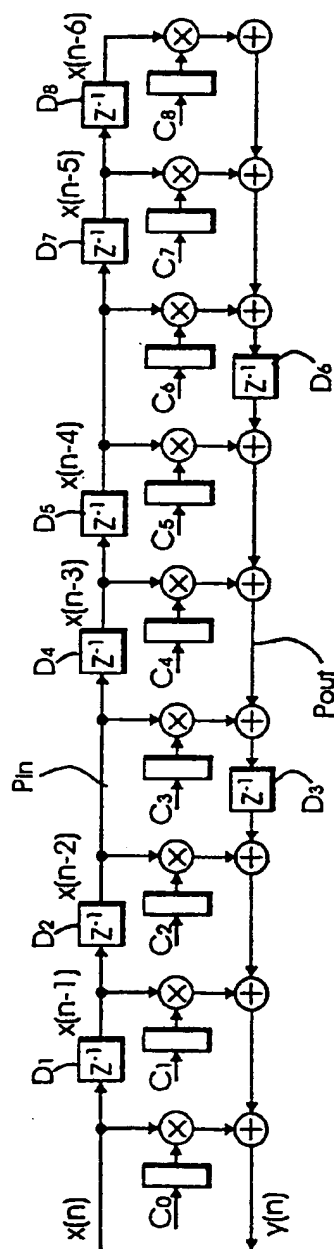 x(n) x(n-1) x(n-2) x(n-3) x(n-4) x(n-5) x(n-6)
D1 D2 PIn D4 D5 D7 D8
Z-1 Z-1 Z-1 Z-1 Z-1 Z-1
C0 C1 C2 C3 C4 C5 C6 C7 C8
Z-1 Z-1
y(n) D3 Pout D6